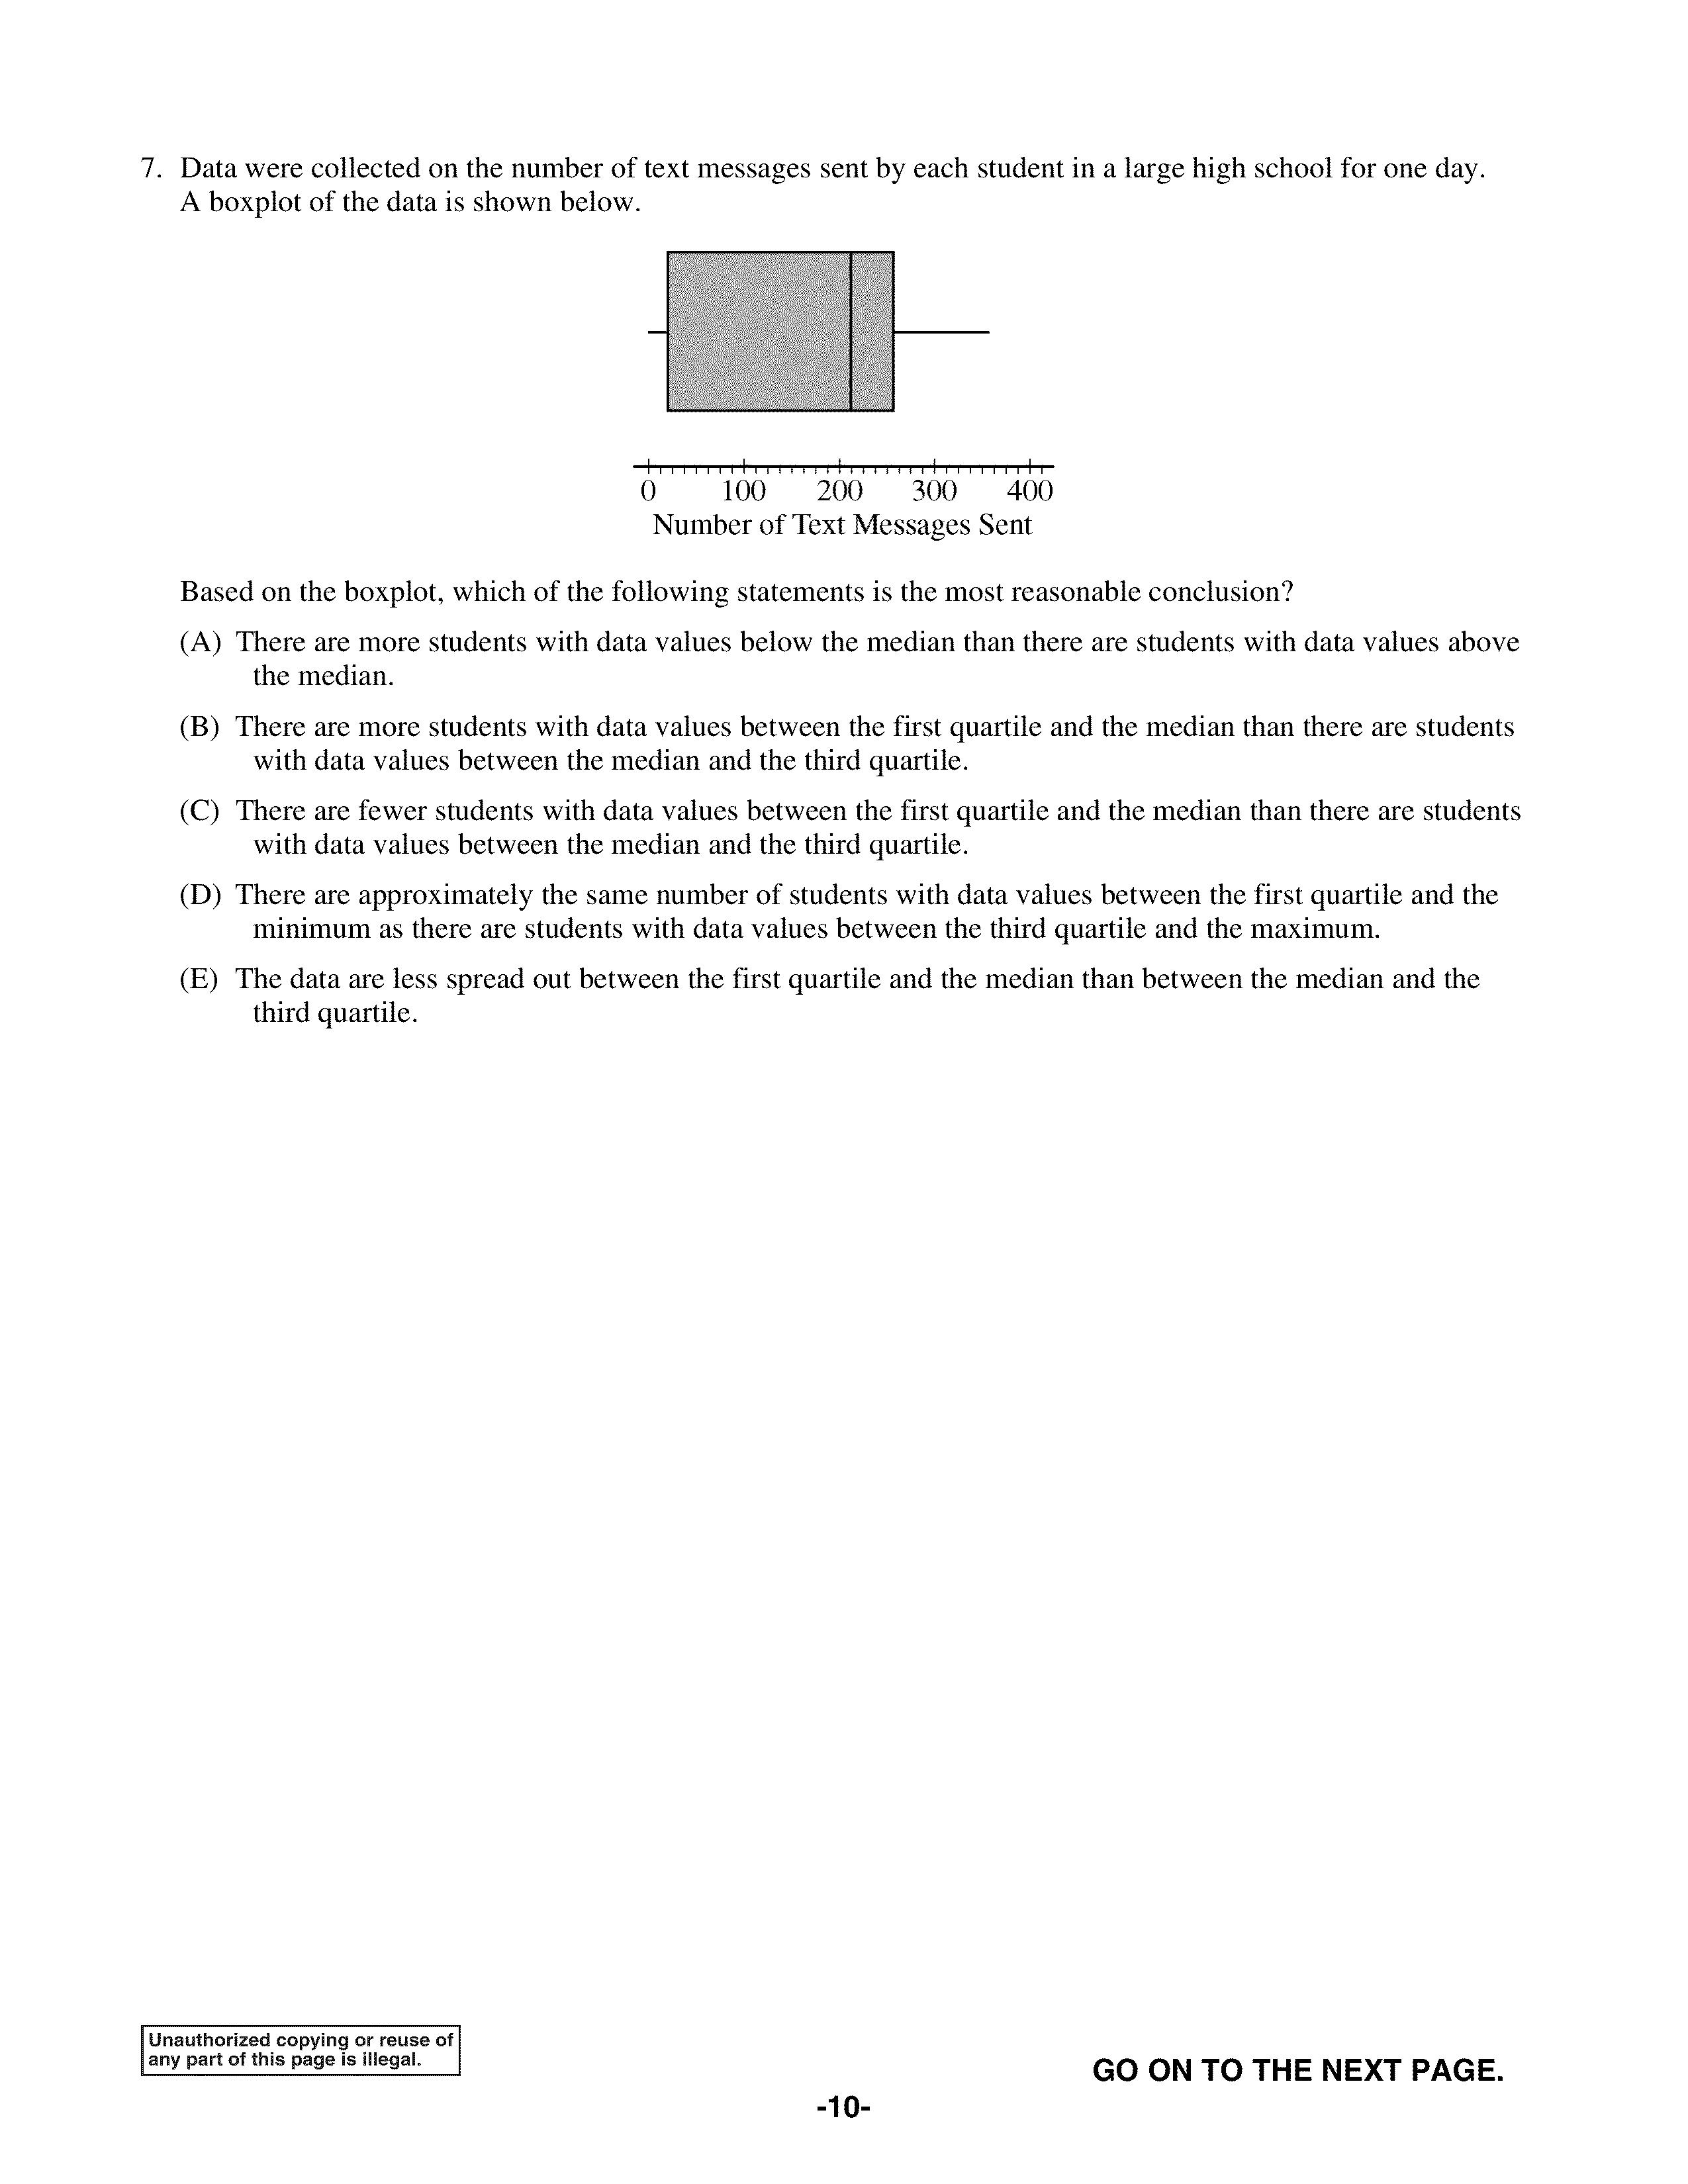 7. Data were collected on the number of text messages sent by each student in a large high school for one day.
A boxplot of the data is shown below.
0 100 200 300 400
Number of Text Messages Sent
Based on the boxplot, which of the following statements is the most reasonable conclusion?
(A) There are more students with data values below the median than there are students with data values above
the median.
(B) There are more students with data values between the first quartile and the median than there are students
with data values between the median and the third quartile.
(C) There are fewer students with data values between the first quartile and the median than there are students
with data values between the median and the third quartile.
(D) There are approximately the same number of students with data values between the first quartile and the
minimum as there are students with data values between the third quartile and the maximum.
(E) The data are less spread out between the first quartile and the median than between the median and the
third quartile.
Unauthorized copying or reuse of
any part of this page is illegal.
GO ON TO THE NEXT PAGE.
-10-